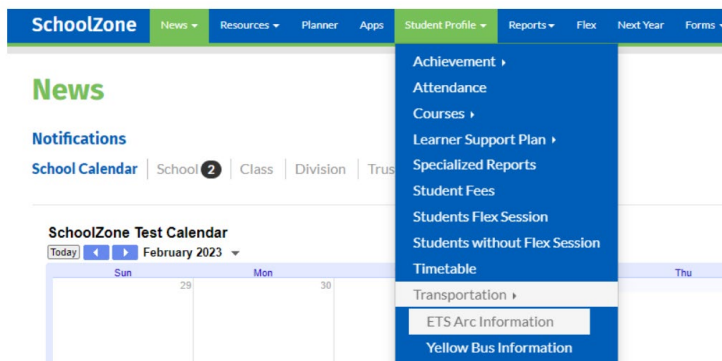 SchoolZone News Resources Planner Apps Student Profile Reports Flex Next Year Forms
Achievement
Attendance
Courses
Learner Support Plan
Specialized Reports
Student Fees
Students Flex Session
Students without Flex Session
Timetable
Transportation
ETS Arc Information
Yellow Bus Information
News
Notifications
School Calendar School 2 Class Division Trus
SchoolZone Test Calendar
Today February 2023
Sun Mon Thu
29 30